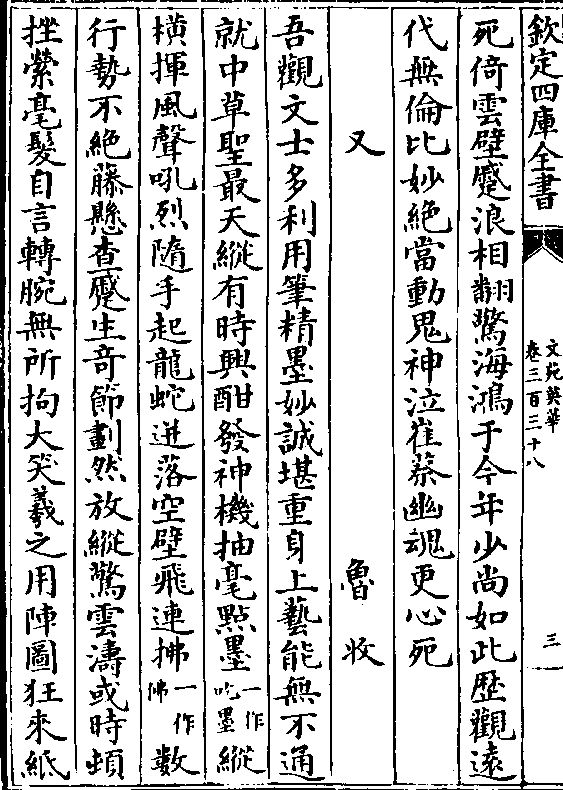 欽定四庫全書
文苑英華
卷三百三十八
三
死倚雲壁蹙浪相翻驚海鴻于今年少尚如此歴觀逺
代無倫比妙絶當動鬼神泣崔蔡幽魂更心死
又 魯收
吾觀文士多利用筆精墨妙誠堪重身上藝能無不通
就中草聖最天縱有時興酣發神機抽毫點墨一作吃墨縱
横揮風聲吼烈隨手起龍蛇迸落空壁飛連拂一作佛數
行勢不絶藤懸查蹙生竒節劃然放縱驚雲濤或時頓
挫縈毫髪自言轉腕無所拘大笑羲之用陣圖狂來紙